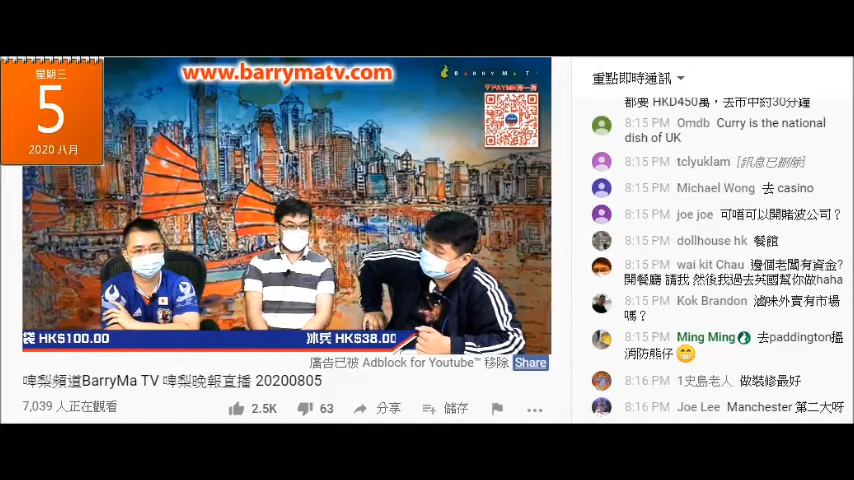 星期三
5
2020 八月
www.barrymatv.com
BARRYMAT
PAYME掃一掃
袋 HK$100.00
冰兵 HK$38.00
廣告已被 Adblock for Youtube™ 移除 Share
啤梨頻道BarryMa TV 啤梨晚報直播 20200805
7,039 人正在觀看
2.5K
63
分享
儲存
重點即時通訊
都要 HKD450萬，去市中約30分鐘
8:15 PM Omdb Curry is the national
dish of UK
8:15 PM tclyuklam [訊息已刪除]
8:15 PM Michael Wong 去 casino
8:15 PM joe joe 可唔可以開賭波公司？
8:15 PM dollhouse hk 餐館
8:15 PM wai kit Chau 邊個老闆有資金?
開餐廳 請我 然後我過去英國幫你做haha
8:15 PM Kok Brandon 滷味外賣有市場
嗎？
8:15 PM Ming Ming 去paddington搵
消防熊仔
8:16 PM 1史島老人 做裝修最好
8:16 PM Joe Lee Manchester 第二大呀